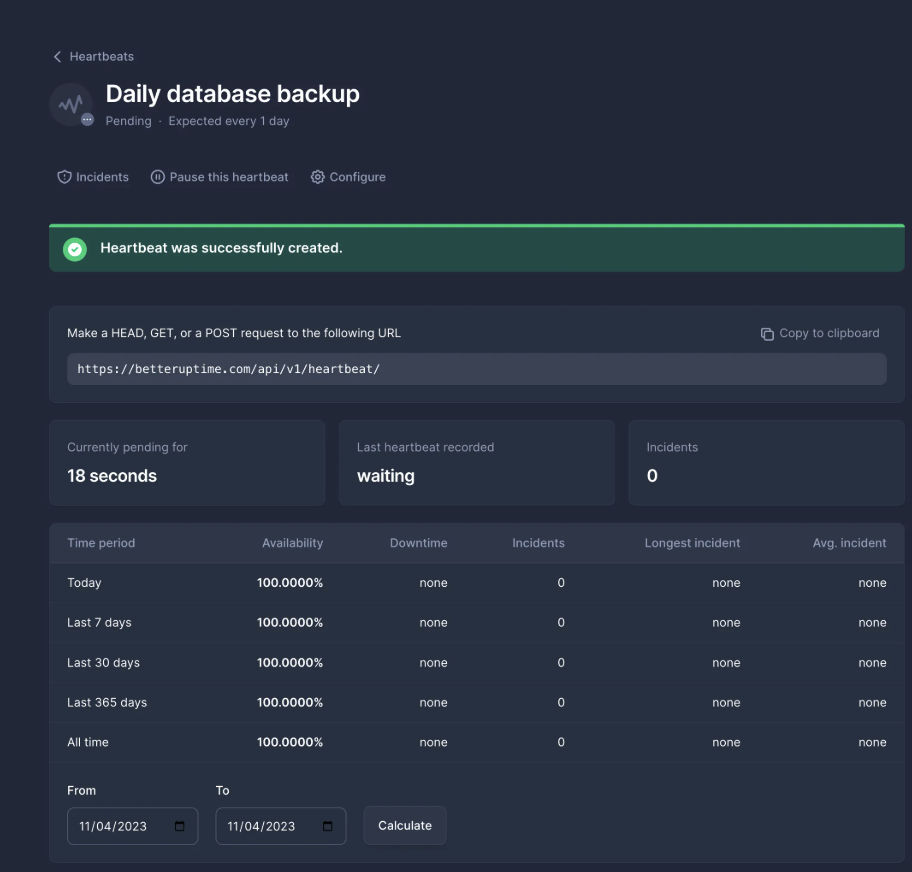 Heartbeats
Daily database backup
Pending · Expected every 1 day
Incidents Pause this heartbeat Configure
Heartbeat was successfully created.
Make a HEAD, GET, or a POST request to the following URL Copy to clipboard
https://betteruptime.com/api/v1/heartbeat/
Currently pending for Last heartbeat recorded Incidents
18 seconds waiting 0
Time period Availability Downtime Incidents Longest incident Avg. incident
Today 100.0000% none 0 none none
Last 7 days 100.0000% none 0 none none
Last 30 days 100.0000% none 0 none none
Last 365 days 100.0000% none 0 none none
All time 100.0000% none 0 none none
From To
11/04/2023 11/04/2023 Calculate